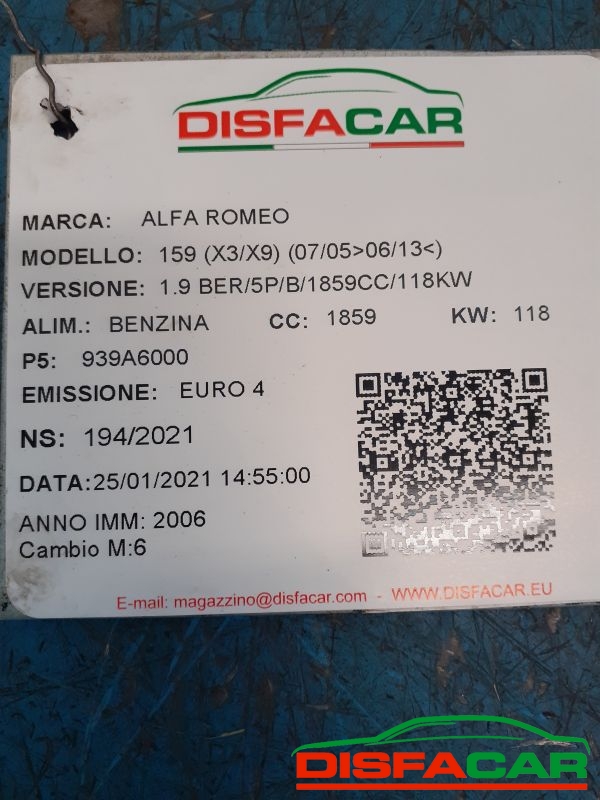 DISFACAR
MARCA: ALFA ROMEO
MODELLO: 159 (X3/X9) (07/05>06/13<)
VERSIONE: 1.9 BER/5P/B/1859CC/118KW
ALIM.: BENZINA CC: 1859 KW: 118
P5: 939A6000
EMISSIONE: EURO 4
NS: 194/2021
DATA:25/01/2021 14:55:00
ANNO IMM: 2006
Cambio M:6
E-mail: magazzino@disfacar.com - WWW.DISFACAR.EU
DISFACAR